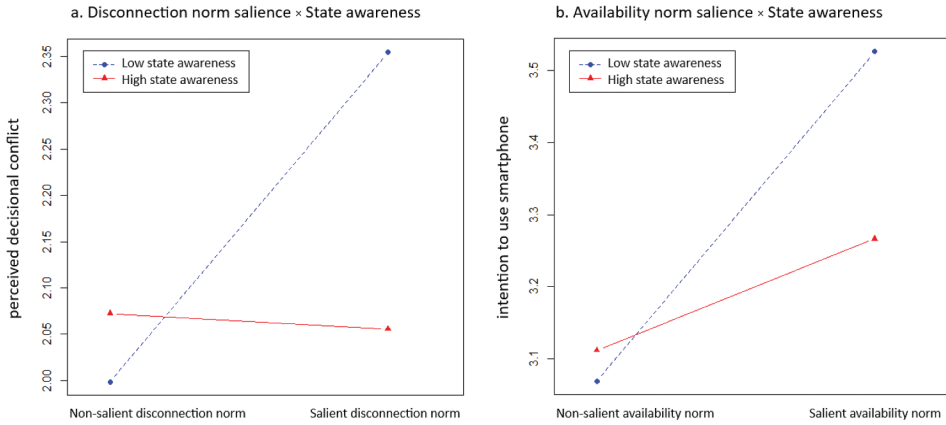 a. Disconnection norm salience × State awareness
Low state awareness
High state awareness
perceived decisional conflict
2.35
2.30
2.25
2.20
2.15
2.10
2.05
2.00
Non-salient disconnection norm
Salient disconnection norm
b. Availability norm salience × State awareness
Low state awareness
High state awareness
intention to use smartphone
3.5
3.4
3.3
3.2
3.1
Non-salient availability norm
Salient availability norm